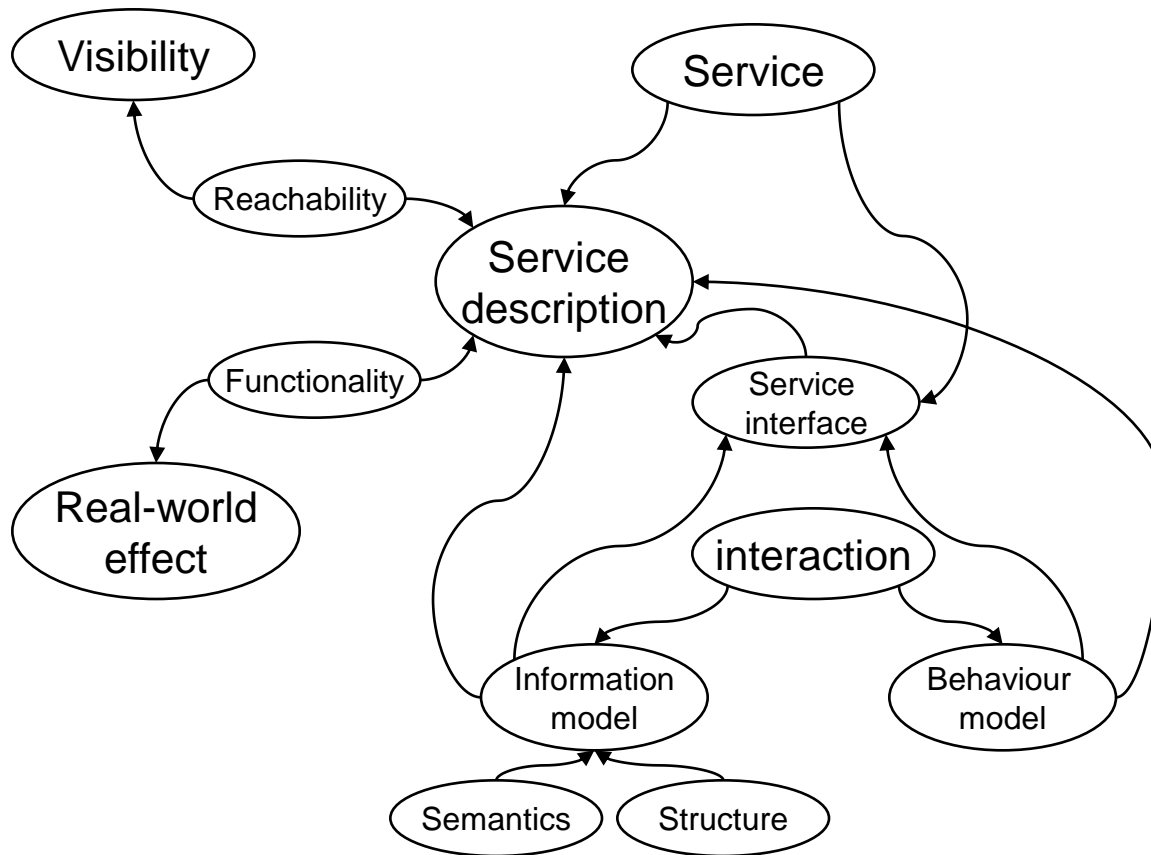 Visibility
Service
Reachability
Service
description
Functionality
Service
interface
Real-world
effect
interaction
Information
model
Behaviour
model
Semantics
Structure